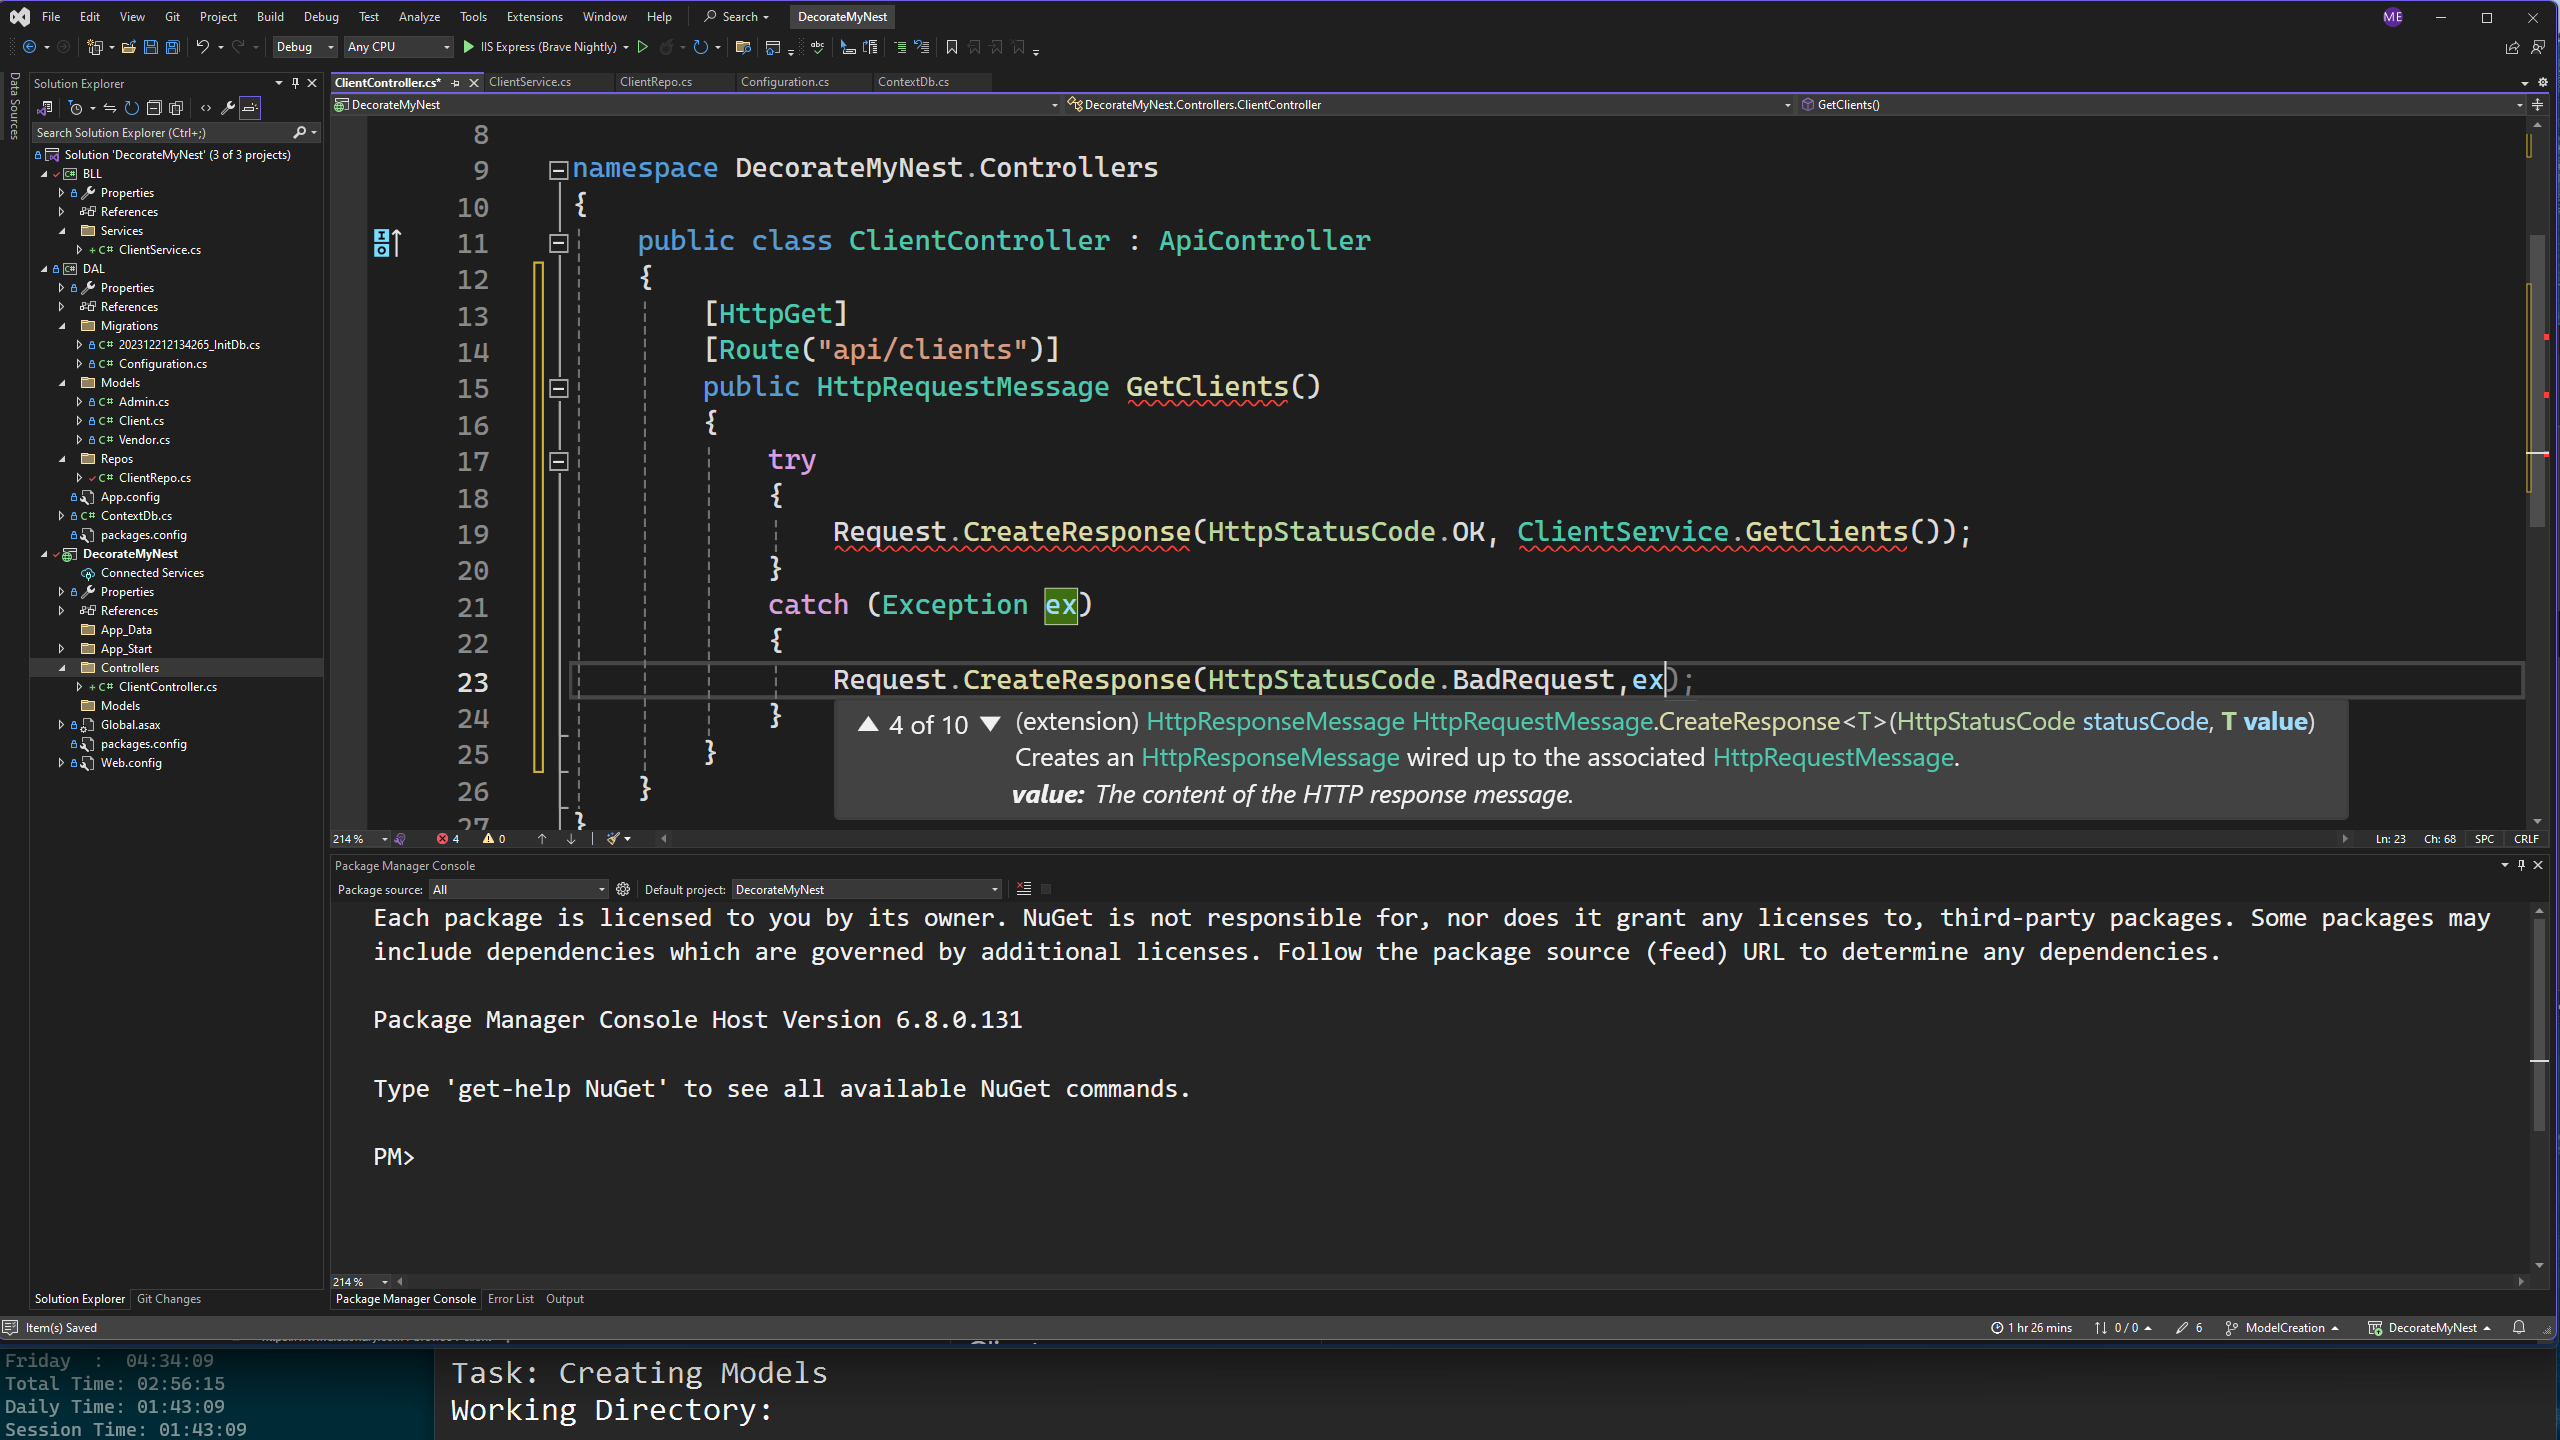 File Edit View Git Project Build Debug Test Analyze Tools Extensions Window Help Search DecorateMyNest ME
Debug Any CPU IIS Express (Brave Nightly)
Data Sources
Solution Explorer
Search Solution Explorer (Ctrl+;)
Solution 'DecorateMyNest' (3 of 3 projects)
BLL
Properties
References
Services
C# ClientService.cs
DAL
Properties
References
Migrations
C# 202312212134265_InitDb.cs
C# Configuration.cs
Models
C# Admin.cs
C# Client.cs
C# Vendor.cs
Repos
C# ClientRepo.cs
App.config
C# ContextDb.cs
packages.config
DecorateMyNest
Connected Services
Properties
References
App_Data
App_Start
Controllers
C# ClientController.cs
Models
Global.asax
packages.config
Web.config
Solution Explorer Git Changes
ClientController.cs* ClientService.cs ClientRepo.cs Configuration.cs ContextDb.cs
DecorateMyNest DecorateMyNest.Controllers.ClientController GetClients()
8
9 namespace DecorateMyNest.Controllers
10 {
11 public class ClientController : ApiController
12 {
13 [HttpGet]
14 [Route("api/clients")]
15 public HttpRequestMessage GetClients()
16 {
17 try
18 {
19 Request.CreateResponse(HttpStatusCode.OK, ClientService.GetClients());
20 }
21 catch (Exception ex)
22 {
23 Request.CreateResponse(HttpStatusCode.BadRequest,ex);
24 }
25 }
26 }
27 }
4 of 10 (extension) HttpResponseMessage HttpRequestMessage.CreateResponse<T>(HttpStatusCode statusCode, T value)
Creates an HttpResponseMessage wired up to the associated HttpRequestMessage.
value: The content of the HTTP response message.
214 % 4 0 Ln: 23 Ch: 68 SPC CRLF
Package Manager Console
Package source: All Default project: DecorateMyNest
Each package is licensed to you by its owner. NuGet is not responsible for, nor does it grant any licenses to, third-party packages. Some packages may
include dependencies which are governed by additional licenses. Follow the package source (feed) URL to determine any dependencies.
Package Manager Console Host Version 6.8.0.131
Type 'get-help NuGet' to see all available NuGet commands.
PM>
214 %
Package Manager Console Error List Output
Item(s) Saved 1 hr 26 mins 0 / 0 6 ModelCreation DecorateMyNest
Friday : 04:34:09
Total Time: 02:56:15
Daily Time: 01:43:09
Session Time: 01:43:09
Task: Creating Models
Working Directory: